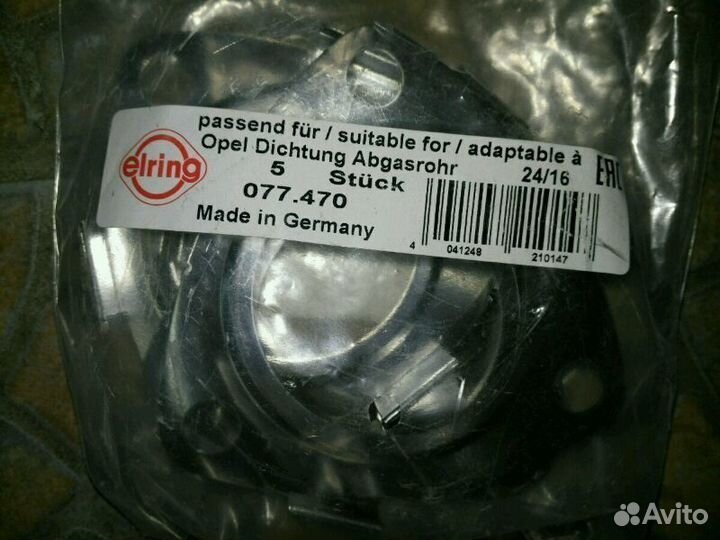 passend für / suitable for / adaptable à
Opel Dichtung Abgasrohr
24/16
EAC
elring
5 Stück
077.470
Made in Germany
4 041248 210147
Avito